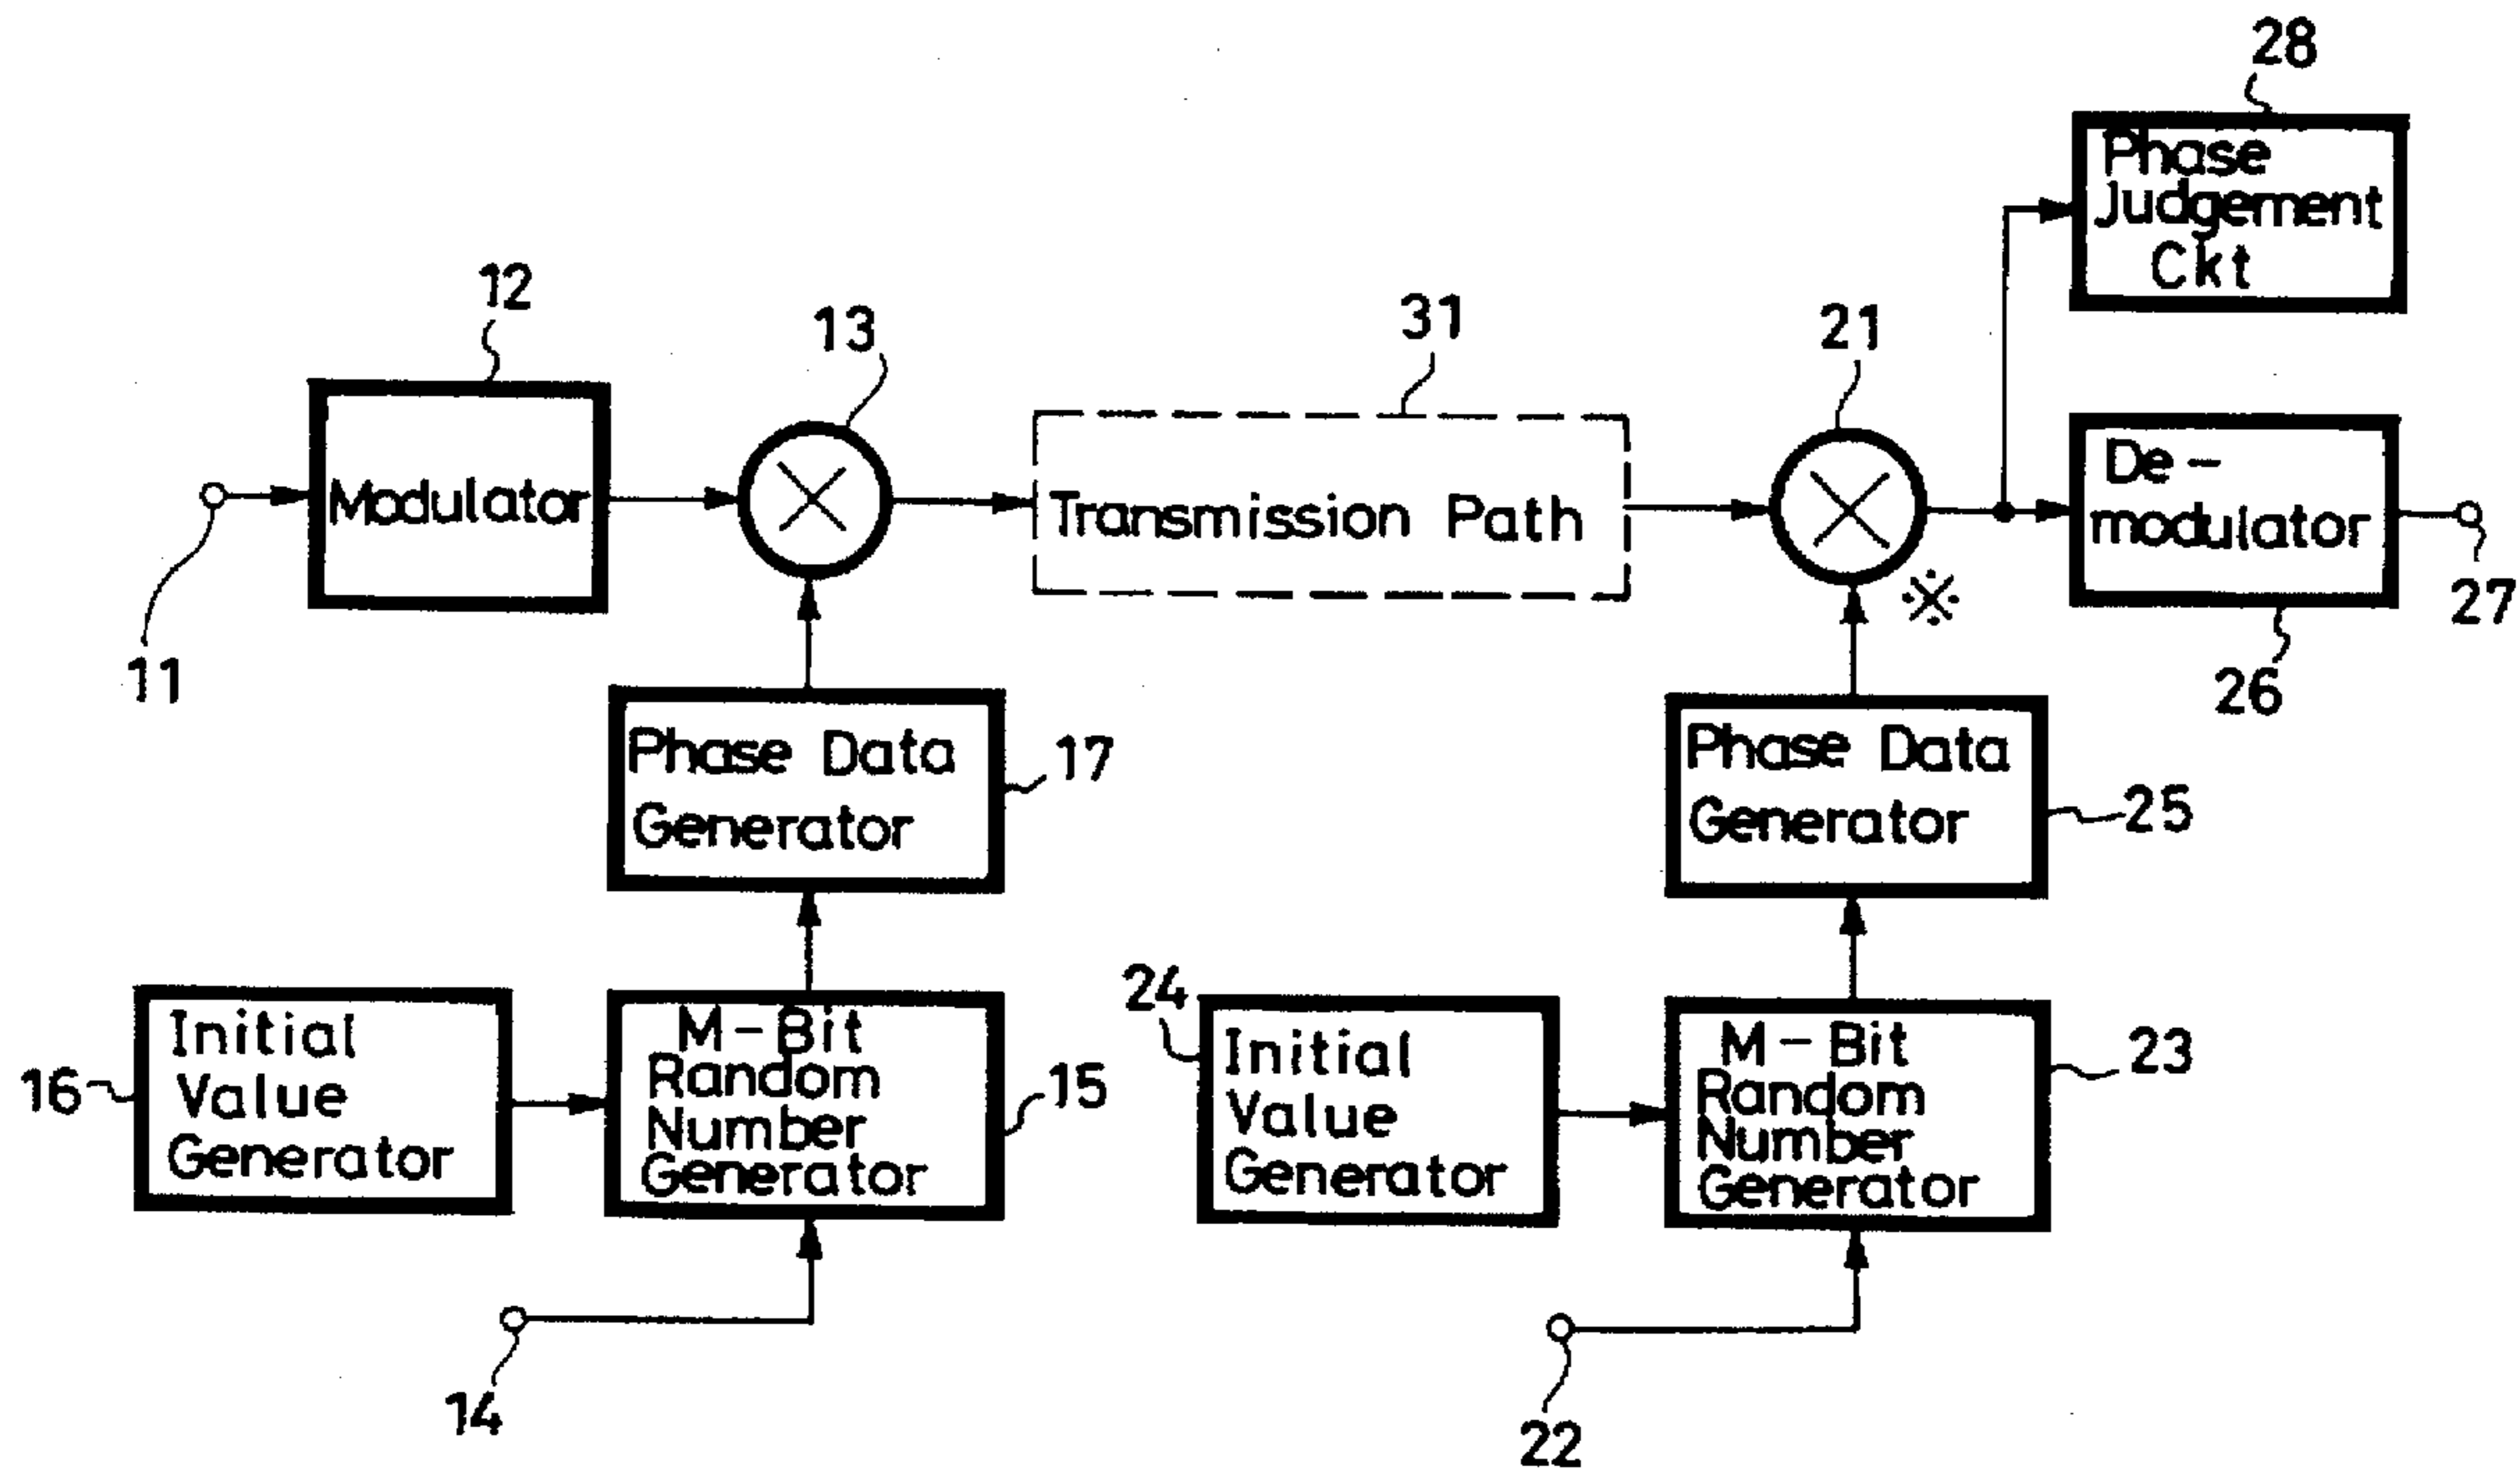 28
Phase
Judgement
Ckt
12
13
31
21
Modulator
Transmission Path
De-
modulator
※
27
11
26
Phase Data
Generator
17
Phase Data
Generator
25
16
Initial
Value
Generator
M-Bit
Random
Number
Generator
15
24
Initial
Value
Generator
M-Bit
Random
Number
Generator
23
14
22